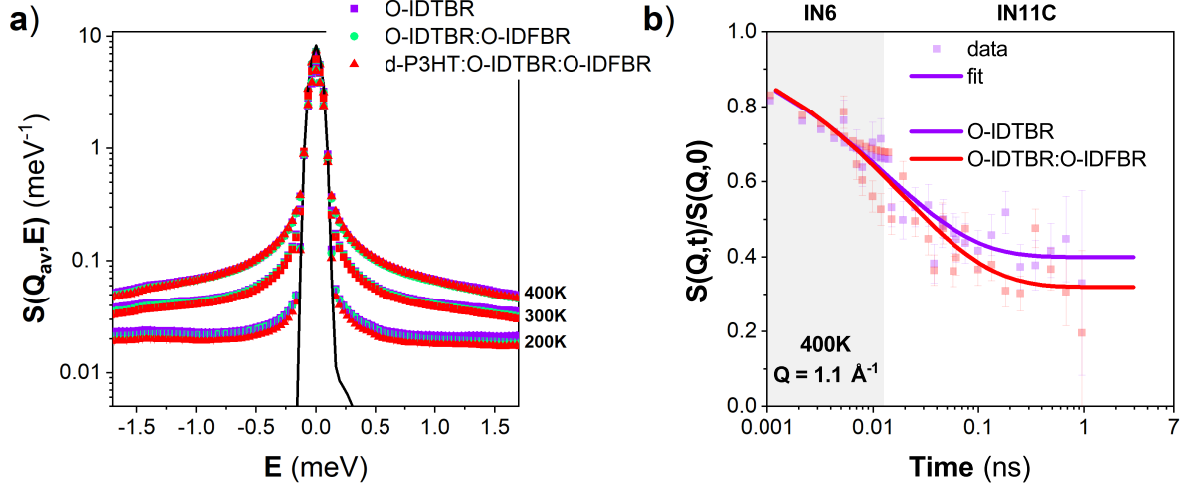 a)
O-IDTBR
O-IDTBR:O-IDFBR
d-P3HT:O-IDTBR:O-IDFBR
10
1
0.1
0.01
S(Q_av,E) (meV⁻¹)
400K
300K
200K
-1.5 -1.0 -0.5 0.0 0.5 1.0 1.5
E (meV)
b)
IN6 IN11C
data
fit
O-IDTBR
O-IDTBR:O-IDFBR
1.0
0.8
0.6
0.4
0.2
0.0
S(Q,t)/S(Q,0)
400K
Q = 1.1 Å⁻¹
0.001 0.01 0.1 1 7
Time (ns)